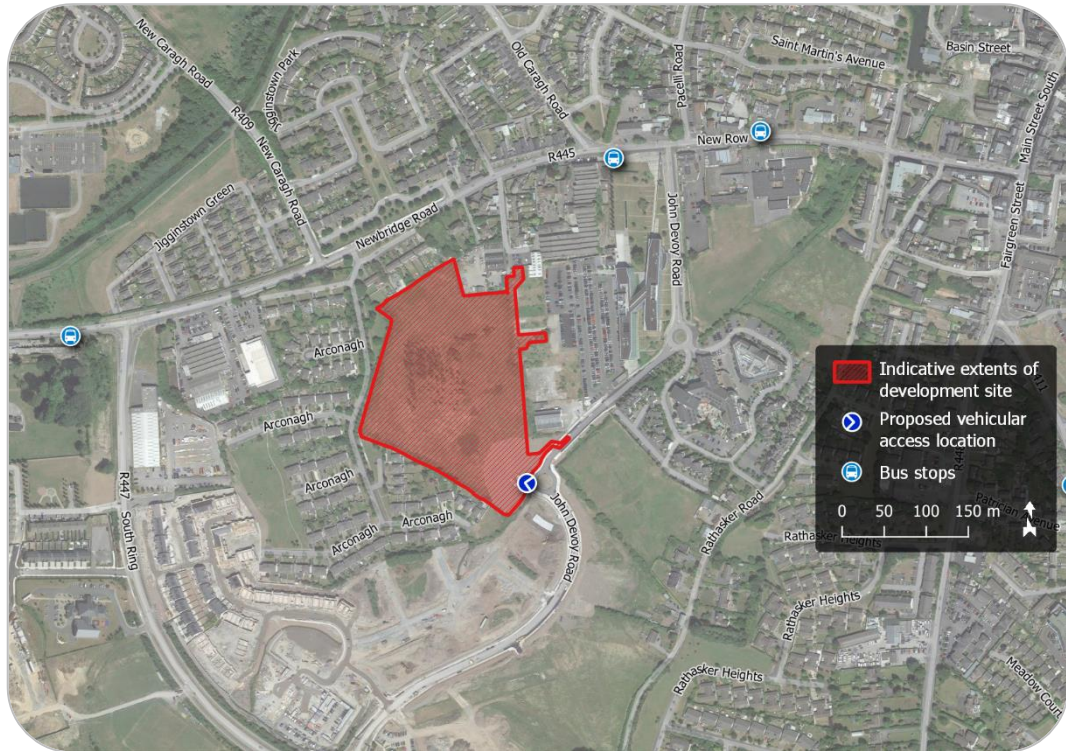 New Caragh Road
R409
New Caragh Road
Jigginstown Park
Jigginstown Green
Old Caragh Road
Pacelli Road
Saint Martin's Avenue
Basin Street
Main Street South
New Row
R445
Newbridge Road
John Devoy Road
Fairgreen Street
Arconagh
Arconagh
Arconagh
Arconagh
Arconagh
R447
South Ring
John Devoy Road
Rathasker Road
Rathasker Heights
Rathasker Heights
Rathasker Heights
Patrician Avenue
Meadow Court
Indicative extents of
development site
Proposed vehicular
access location
Bus stops
0 50 100 150 m